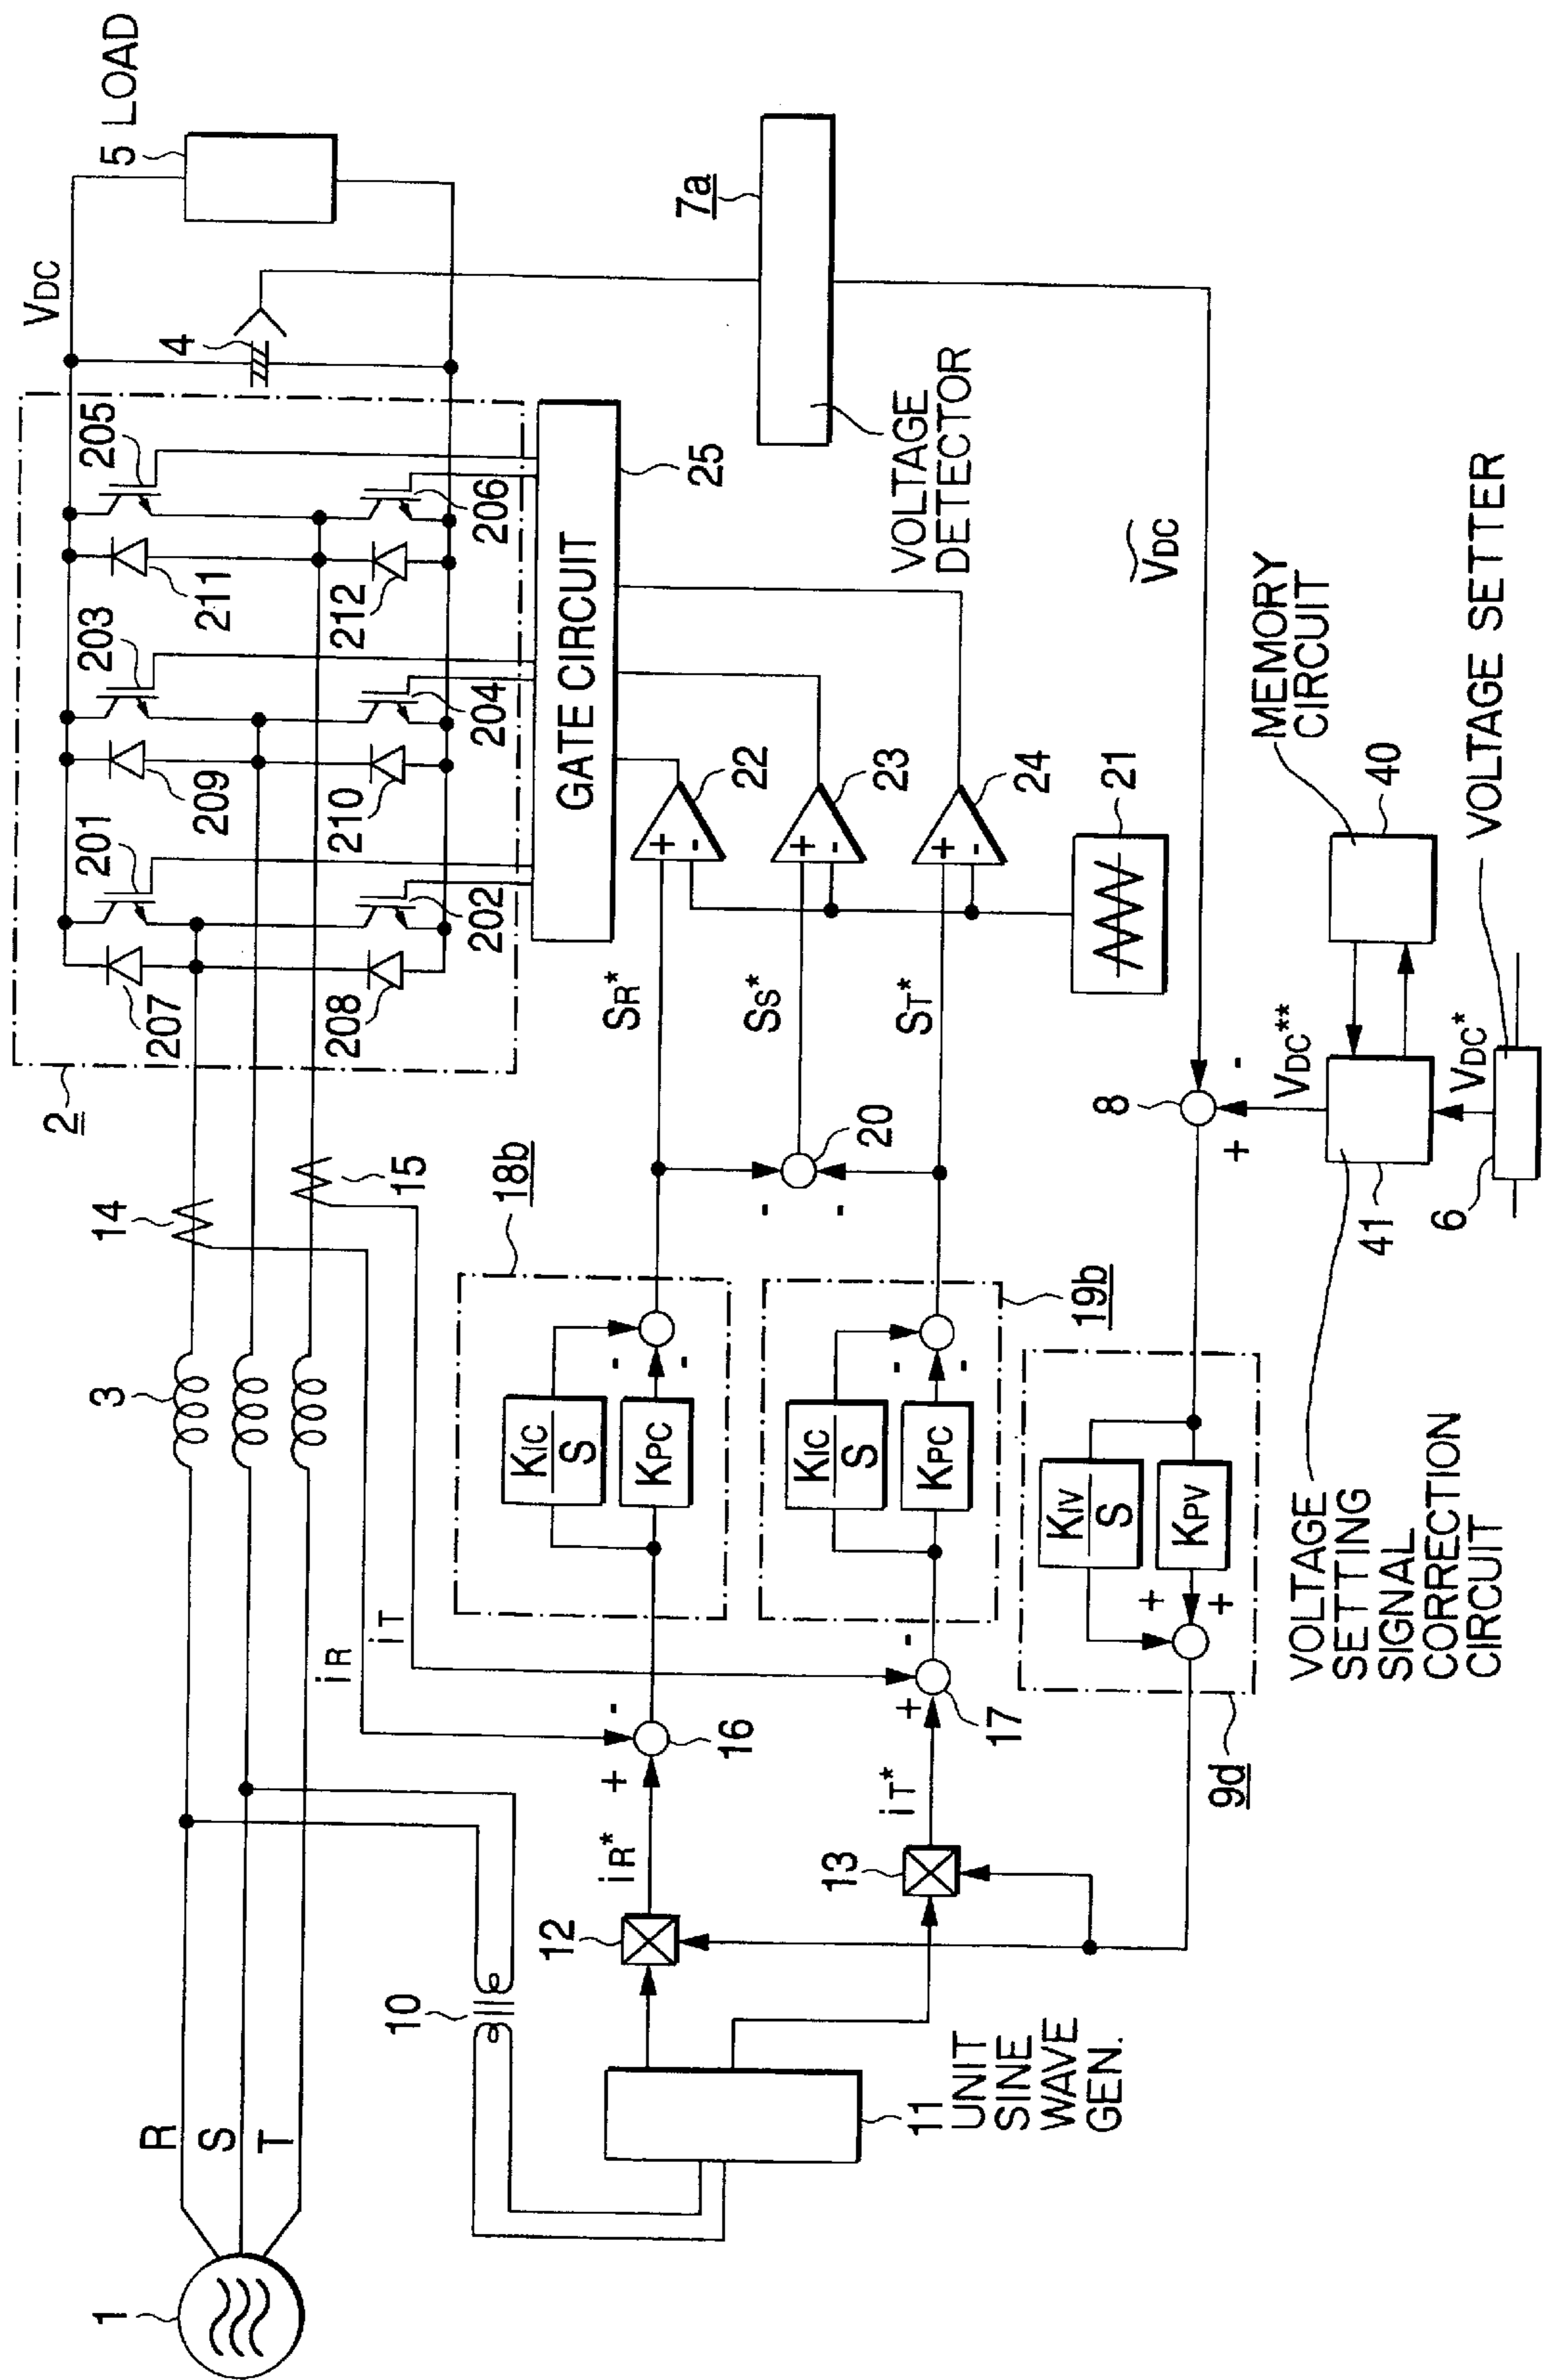 1
R
S
T
3
14
15
iR
iT
2
207
201
209
203
211
205
208
202
210
204
212
206
VDC
4
5
LOAD
10
GATE CIRCUIT
25
7a
VOLTAGE
DETECTOR
11
UNIT
SINE
WAVE
GEN.
12
iR*
+
-
16
18b
KIC
S
KPC
-
-
SR*
+
-
22
13
iT*
+
-
17
19b
KIC
S
KPC
-
-
-
-
20
SS*
+
-
23
ST*
+
-
24
21
9d
KIV
S
KPV
+
+
8
+
-
ṼDC
VDC**
41
40
MEMORY
CIRCUIT
VDC*
6
VOLTAGE SETTER
VOLTAGE
SETTING
SIGNAL
CORRECTION
CIRCUIT